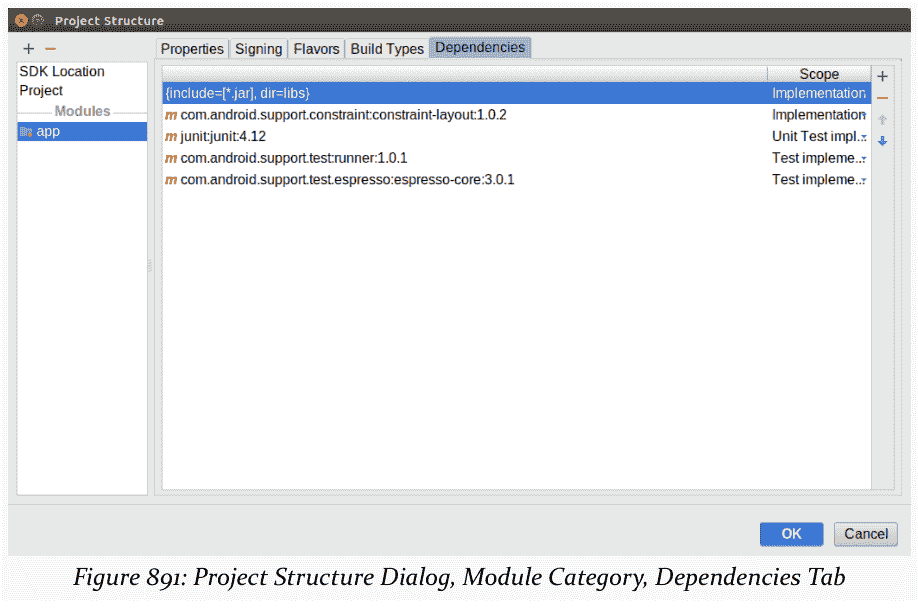 Project Structure
Properties Signing Flavors Build Types Dependencies
SDK Location
Project
Modules
app
Scope
{include=[*.jar], dir=libs} Implementation
m com.android.support.constraint:constraint-layout:1.0.2 Implementation
m junit:junit:4.12 Unit Test impl...
m com.android.support.test:runner:1.0.1 Test impleme...
m com.android.support.test.espresso:espresso-core:3.0.1 Test impleme...
OK Cancel
Figure 891: Project Structure Dialog, Module Category, Dependencies Tab